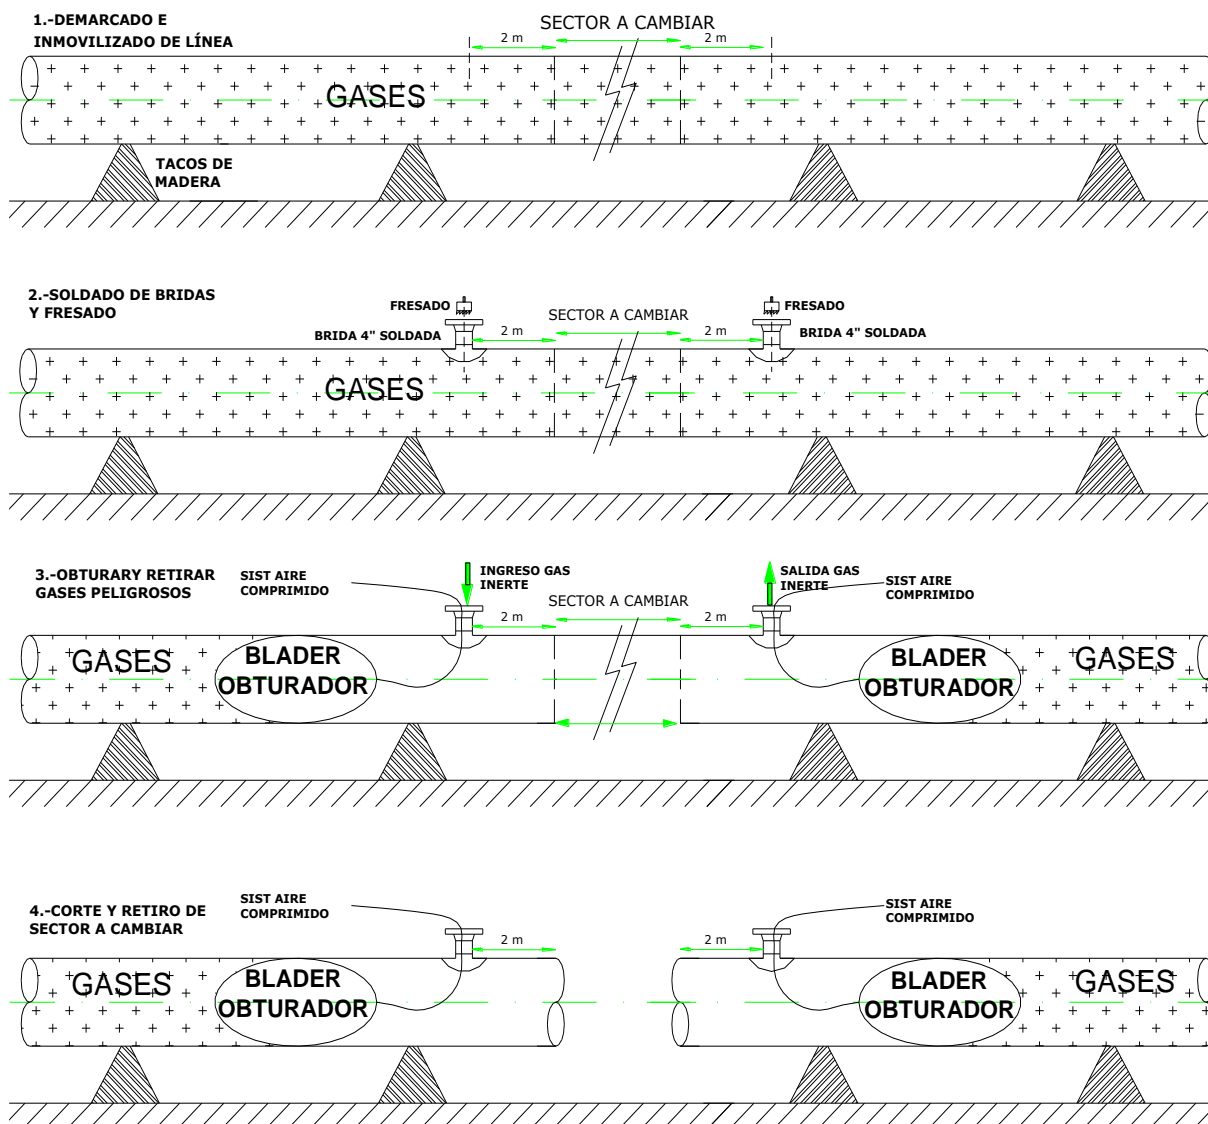 1.-DEMARCADO E
INMOVILIZADO DE LÍNEA
SECTOR A CAMBIAR
2 m
2 m
GASES
TACOS DE
MADERA
2.-SOLDADO DE BRIDAS
Y FRESADO
FRESADO
FRESADO
SECTOR A CAMBIAR
BRIDA 4" SOLDADA
2 m
2 m
BRIDA 4" SOLDADA
GASES
3.-OBTURARY RETIRAR
GASES PELIGROSOS
SIST AIRE
COMPRIMIDO
INGRESO GAS
INERTE
SALIDA GAS
INERTE
SIST AIRE
COMPRIMIDO
SECTOR A CAMBIAR
2 m
2 m
GASES
BLADER
OBTURADOR
BLADER
OBTURADOR
GASES
4.-CORTE Y RETIRO DE
SECTOR A CAMBIAR
SIST AIRE
COMPRIMIDO
SIST AIRE
COMPRIMIDO
2 m
2 m
GASES
BLADER
OBTURADOR
BLADER
OBTURADOR
GASES